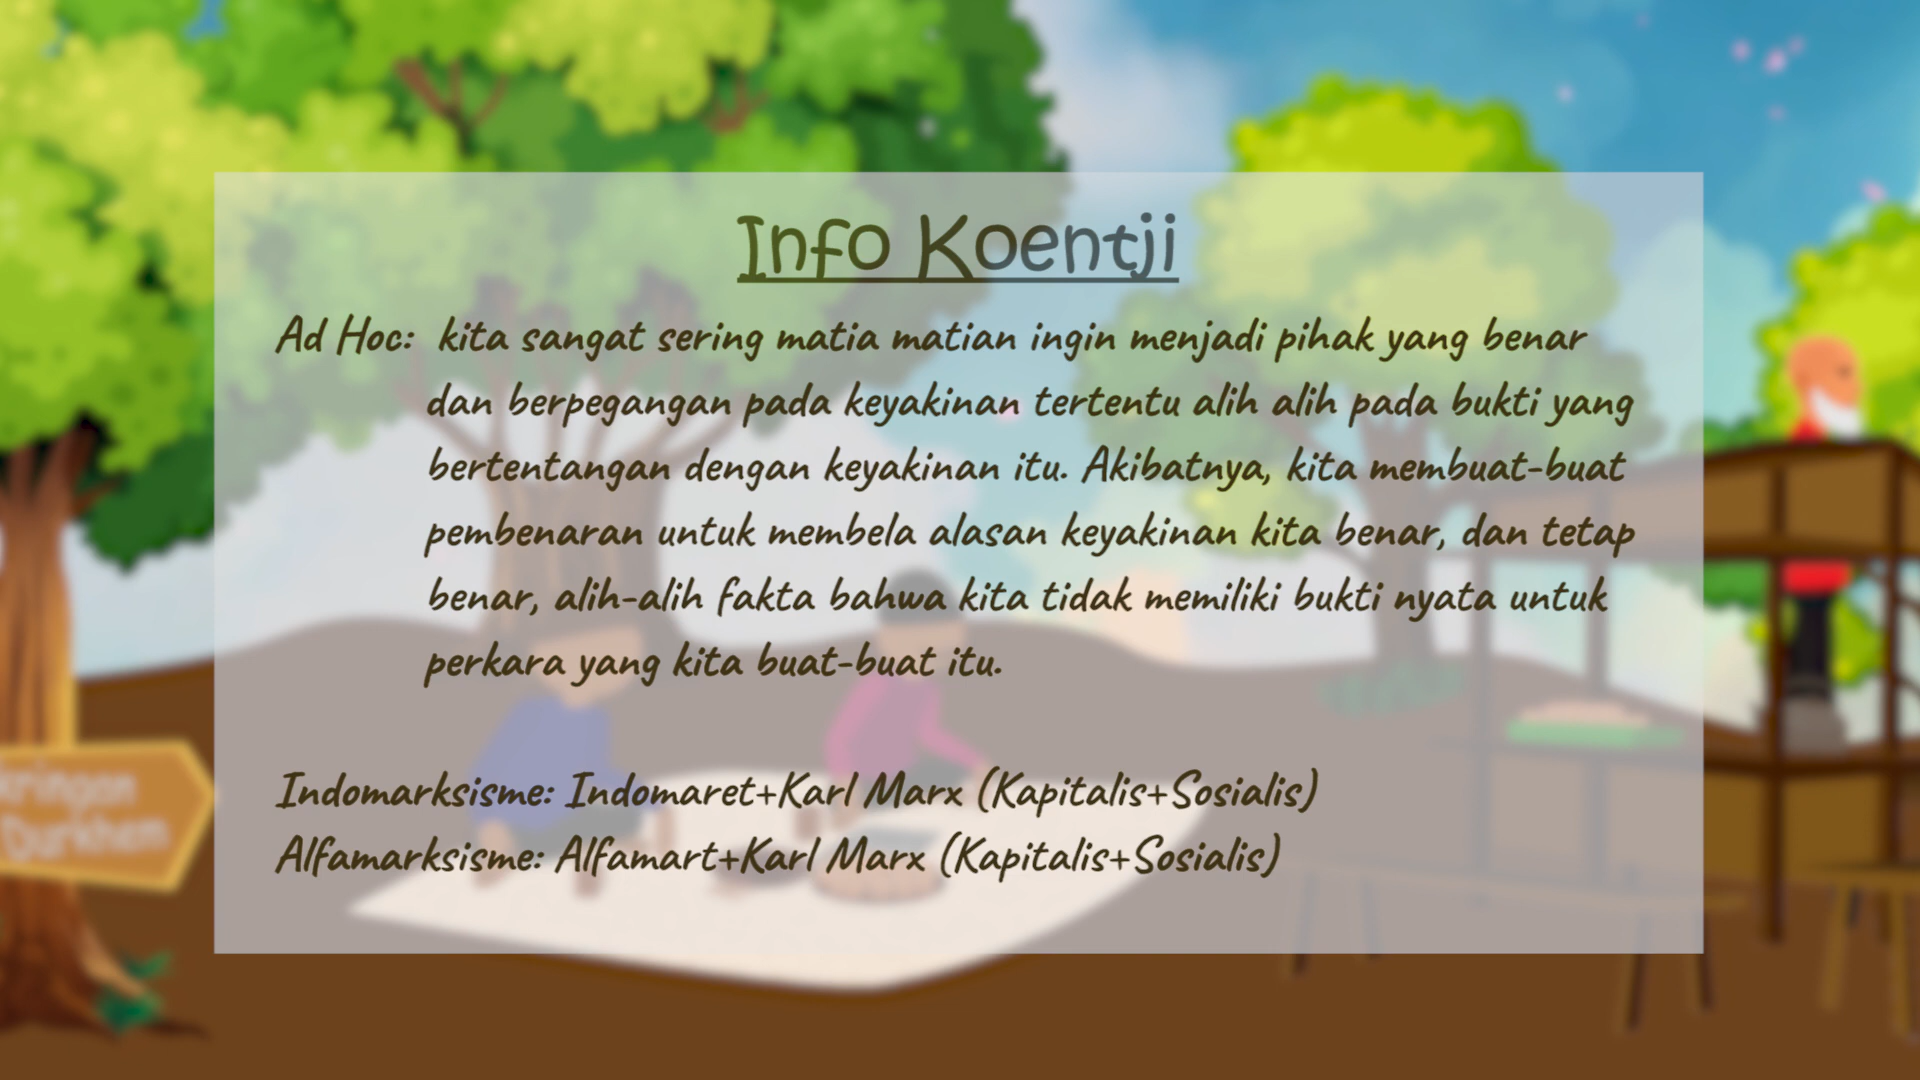 Info Koentji
Ad Hoc: kita sangat sering matia matian ingin menjadi pihak yang benar
dan berpegangan pada keyakinan tertentu alih alih pada bukti yang
bertentangan dengan keyakinan itu. Akibatnya, kita membuat-buat
pembenaran untuk membela alasan keyakinan kita benar, dan tetap
benar, alih-alih fakta bahwa kita tidak memiliki bukti nyata untuk
perkara yang kita buat-buat itu.
Indomarksisme: Indomaret+Karl Marx (Kapitalis+Sosialis)
Alfamarksisme: Alfamart+Karl Marx (Kapitalis+Sosialis)
kringan
Durkhem